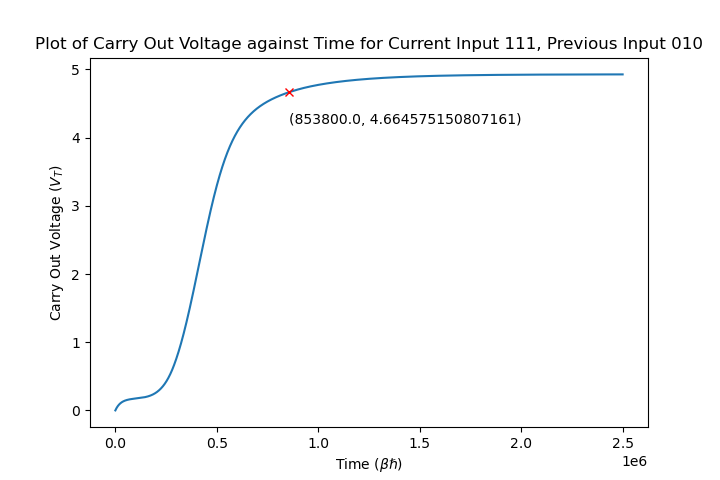 Plot of Carry Out Voltage against Time for Current Input 111, Previous Input 010
Carry Out Voltage (V_T)
5
4
3
2
1
0
(853800.0, 4.664575150807161)
0.0 0.5 1.0 1.5 2.0 2.5
1e6
Time (βℏ)